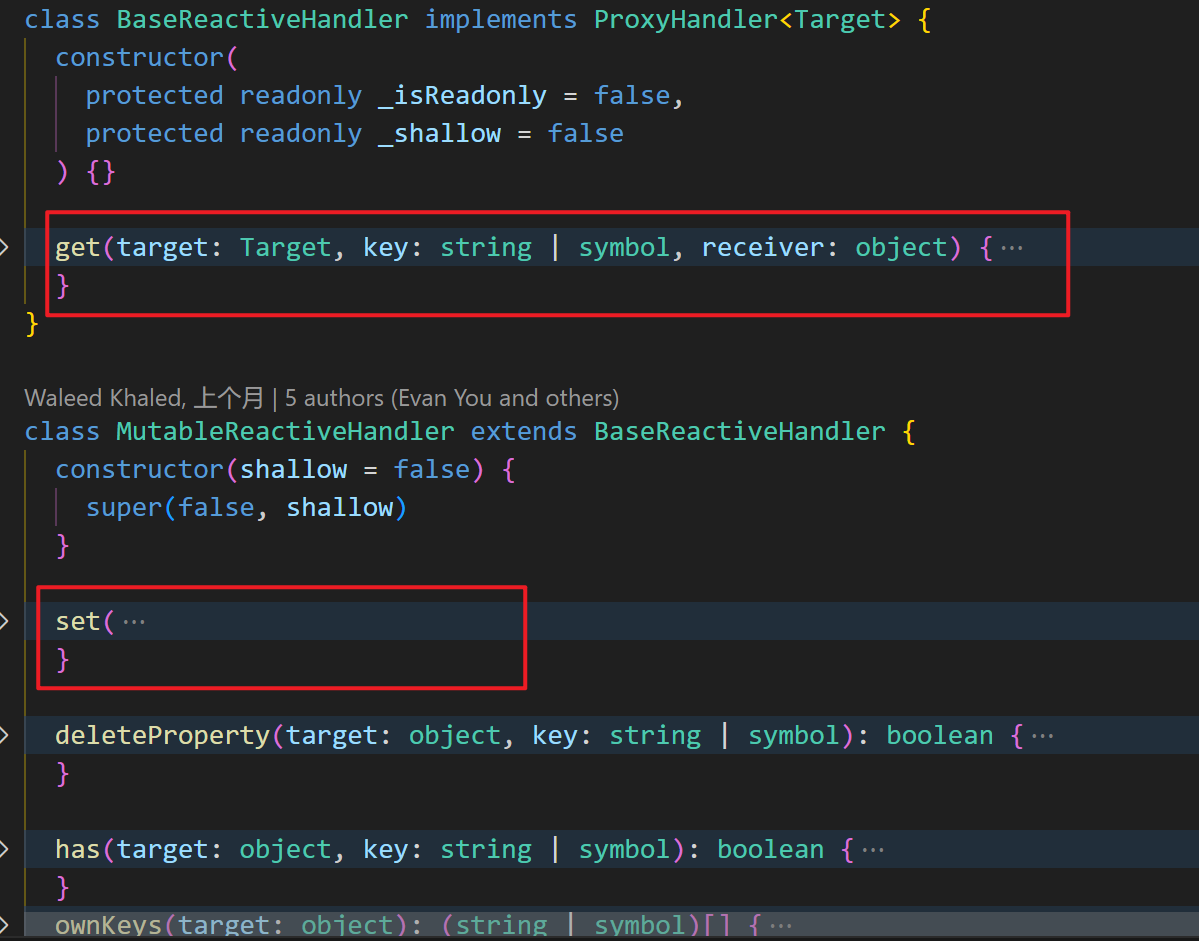 class BaseReactiveHandler implements ProxyHandler<Target> {
constructor(
protected readonly _isReadonly = false,
protected readonly _shallow = false
) {}
get(target: Target, key: string | symbol, receiver: object) {···
}
}
Waleed Khaled, 上个月 | 5 authors (Evan You and others)
class MutableReactiveHandler extends BaseReactiveHandler {
constructor(shallow = false) {
super(false, shallow)
}
set(···
}
deleteProperty(target: object, key: string | symbol): boolean {···
}
has(target: object, key: string | symbol): boolean {···
}
ownKeys(target: object): (string | symbol)[] {···